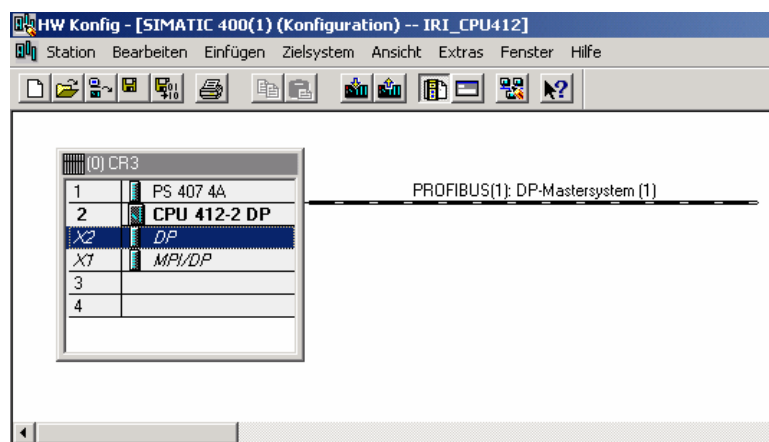 HW Konfig - [SIMATIC 400(1) (Konfiguration) -- IRI_CPU412]
Station Bearbeiten Einfügen Zielsystem Ansicht Extras Fenster Hilfe
(0) CR3
1 PS 407 4A
2 CPU 412-2 DP
X2 DP
X1 MPI/DP
3
4
PROFIBUS(1): DP-Mastersystem (1)